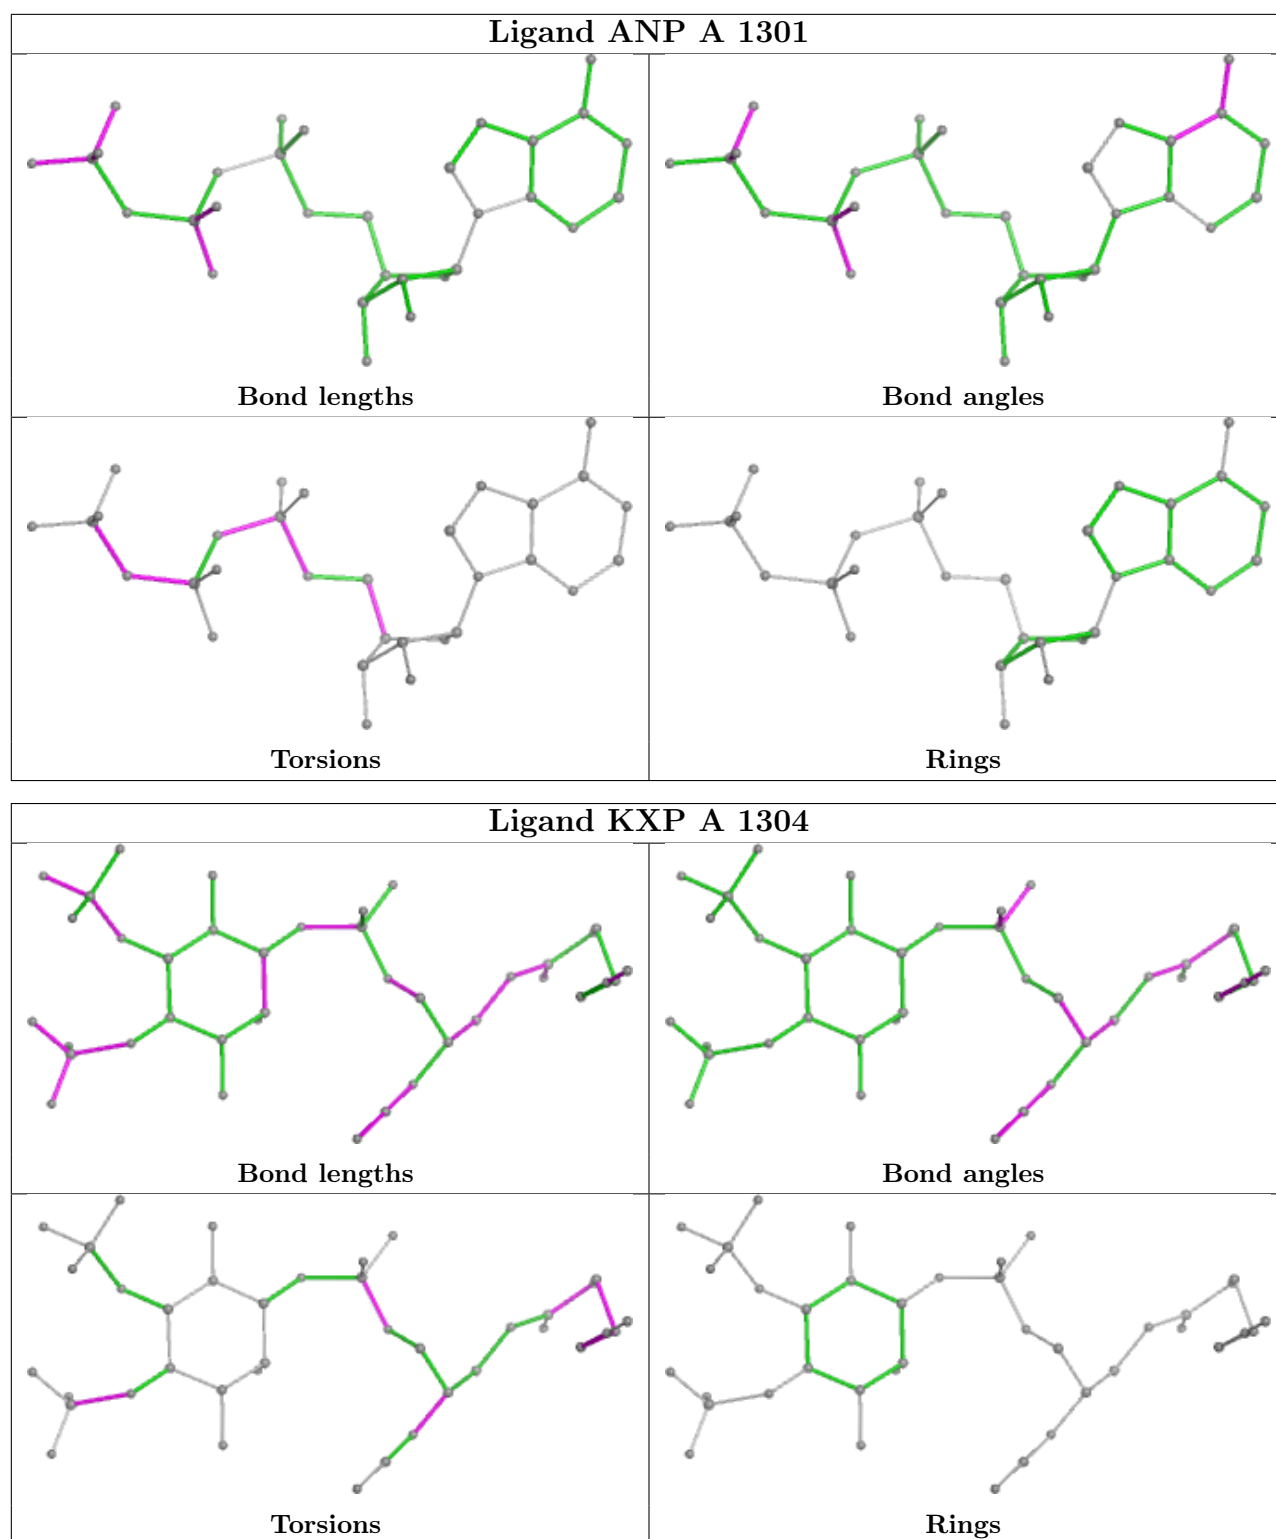 Ligand ANP A 1301
Bond lengths
Bond angles
Torsions
Rings
Ligand KXP A 1304
Bond lengths
Bond angles
Torsions
Rings